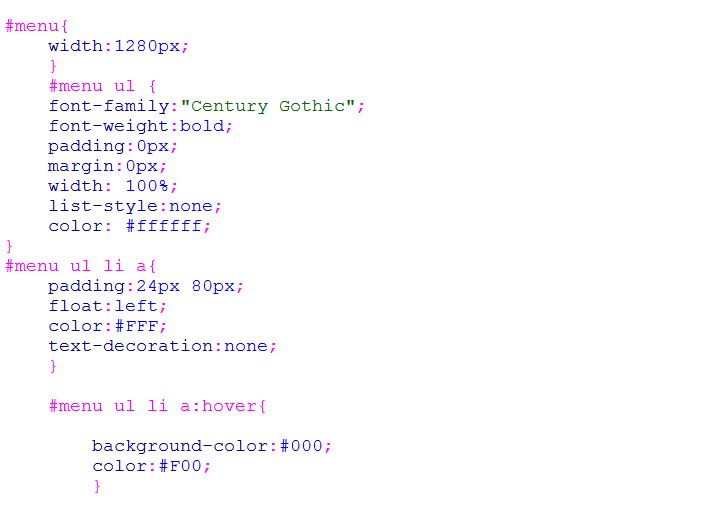 #menu{
    width:1280px;
    }
    #menu ul {
    font-family:"Century Gothic";
    font-weight:bold;
    padding:0px;
    margin:0px;
    width: 100%;
    list-style:none;
    color: #ffffff;
}
#menu ul li a{
    padding:24px 80px;
    float:left;
    color:#FFF;
    text-decoration:none;
    }
    #menu ul li a:hover{
        background-color:#000;
        color:#F00;
        }